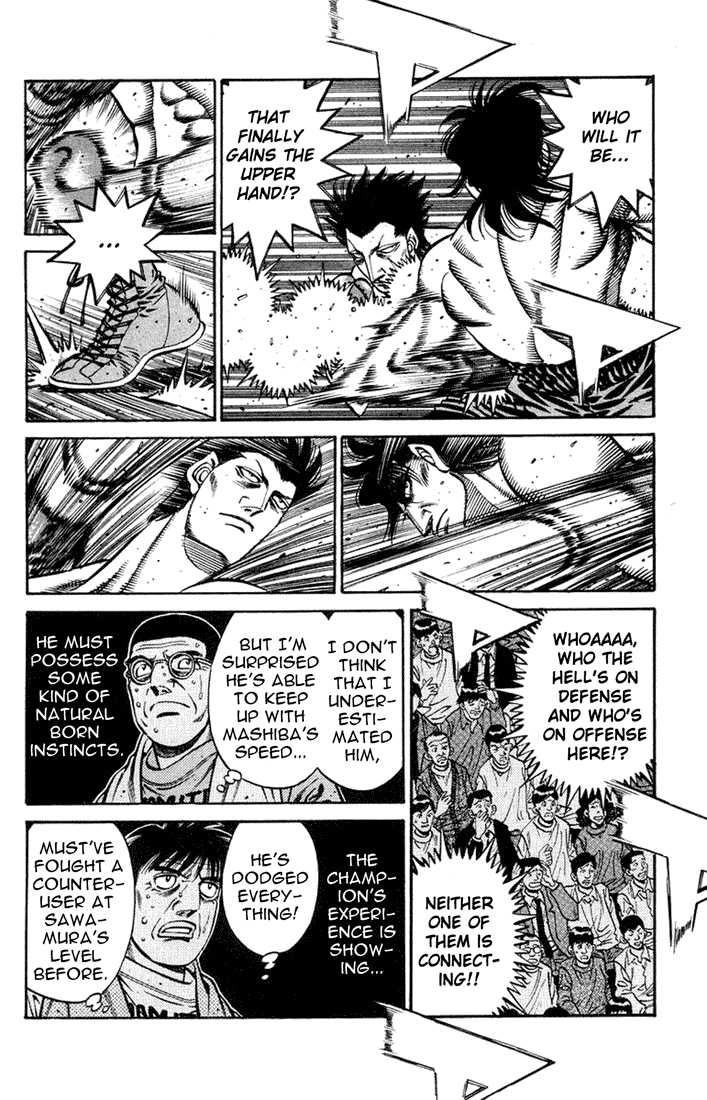 WHO
WILL IT
BE...
THAT
FINALLY
GAINS THE
UPPER
HAND!?
...
WHOAAAA,
WHO THE
HELL'S ON
DEFENSE
AND WHO'S
ON OFFENSE
HERE!?
NEITHER
ONE OF
THEM IS
CONNECT-
ING!!
I DON'T
THINK
THAT I
UNDER-
ESTI-
MATED
HIM,
BUT I'M
SURPRISED
HE'S ABLE
TO KEEP
UP WITH
MASHIBA'S
SPEED...
HE MUST
POSSESS
SOME
KIND OF
NATURAL
BORN
INSTINCTS.
THE
CHAMP-
ION'S
EXPERI-
ENCE IS
SHOW-
ING...
HE'S
DODGED
EVERY-
THING!
MUST'VE
FOUGHT A
COUNTER-
USER AT
SAWA-
MURA'S
LEVEL
BEFORE.